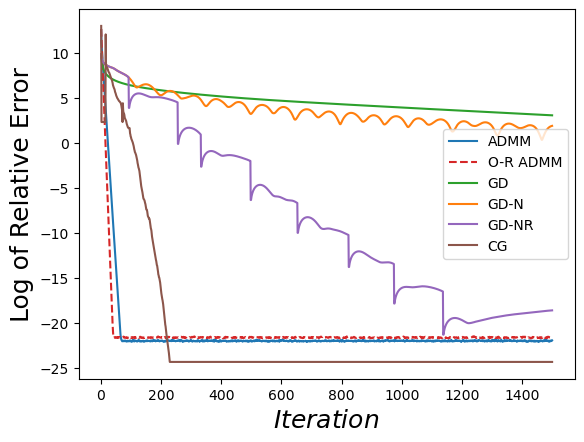 Log of Relative Error
10
5
0
−5
−10
−15
−20
−25
0
200
400
600
800
1000
1200
1400
Iteration
ADMM
O-R ADMM
GD
GD-N
GD-NR
CG